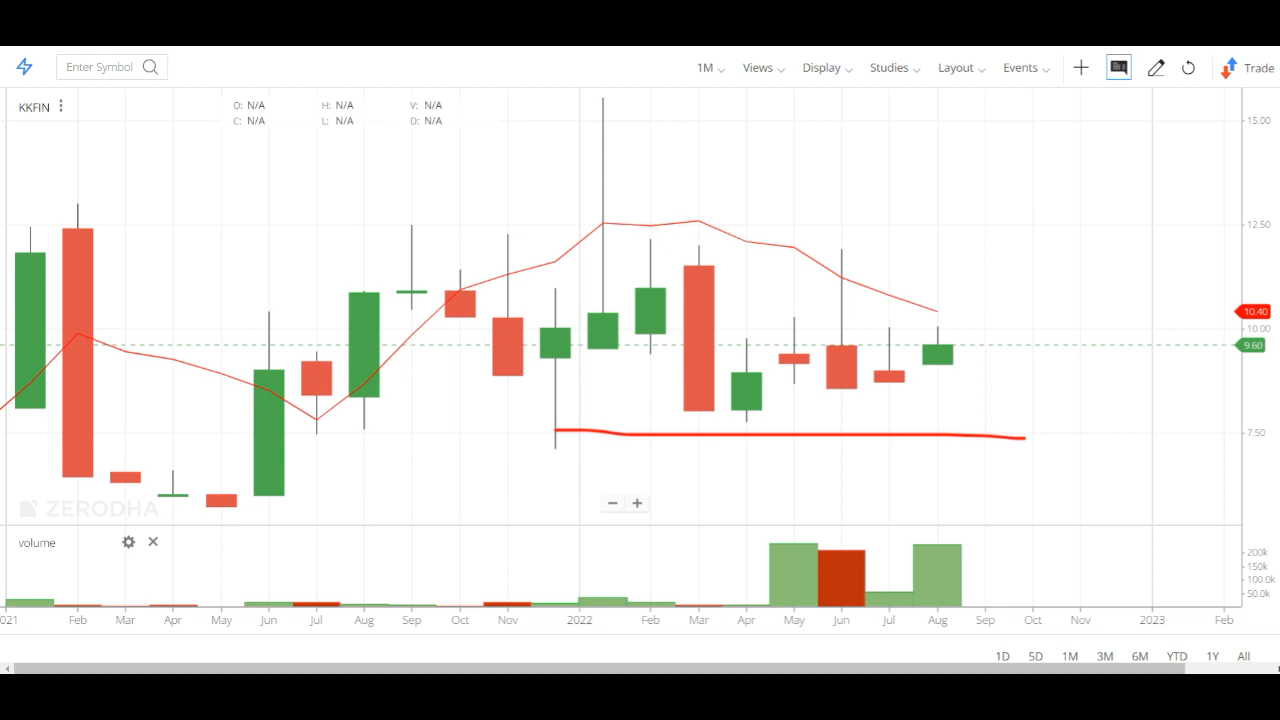 Enter Symbol 1M Views Display Studies Layout Events Trade
KKFIN O: N/A H: N/A V: N/A
C: N/A L: N/A D: N/A
15.00
12.50
10.40
10.00
9.60
7.50
ZERODHA
volume
200k
150k
100.0k
50.0k
021 Feb Mar Apr May Jun Jul Aug Sep Oct Nov 2022 Feb Mar Apr May Jun Jul Aug Sep Oct Nov 2023 Feb
1D 5D 1M 3M 6M YTD 1Y All